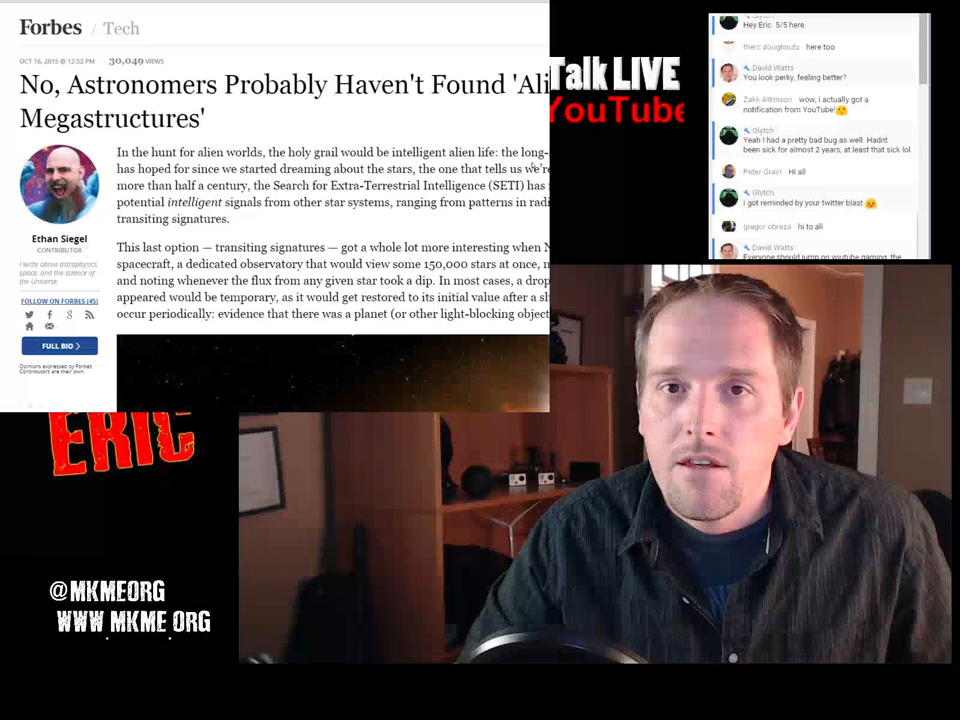 Forbes / Tech
OCT 16, 2015 @ 12:52 PM 30,049 VIEWS
No, Astronomers Probably Haven't Found 'Ali
Megastructures'
In the hunt for alien worlds, the holy grail would be intelligent alien life: the long-
has hoped for since we started dreaming about the stars, the one that tells us we're
more than half a century, the Search for Extra-Terrestrial Intelligence (SETI) has
potential intelligent signals from other star systems, ranging from patterns in radi
transiting signatures.
Ethan Siegel
CONTRIBUTOR
I write about astrophysics,
space, and the science of
the Universe.
FOLLOW ON FORBES (45)
FULL BIO
Opinions expressed by Forbes
Contributors are their own.
This last option — transiting signatures — got a whole lot more interesting when N
spacecraft, a dedicated observatory that would view some 150,000 stars at once, m
and noting whenever the flux from any given star took a dip. In most cases, a drop
appeared would be temporary, as it would get restored to its initial value after a sh
occur periodically: evidence that there was a planet (or other light-blocking object
Talk LIVE
YouTube
Glytch
Hey Eric. 5/5 here.
therc doughnuts here too
David Watts
You look perky, feeling better?
Zakk Atkinson wow, i actually got a
notification from YouTube!
Glytch
Yeah I had a pretty bad bug as well. Hadnt
been sick for almost 2 years, at least that sick lol
Peter Grain Hi all
Glytch
I got reminded by your twitter blast
gregor obreza hi to all
David Watts
Everyone should jump on youtube gaming, the
ERIC
@MKMEORG
WWW.MKME.ORG